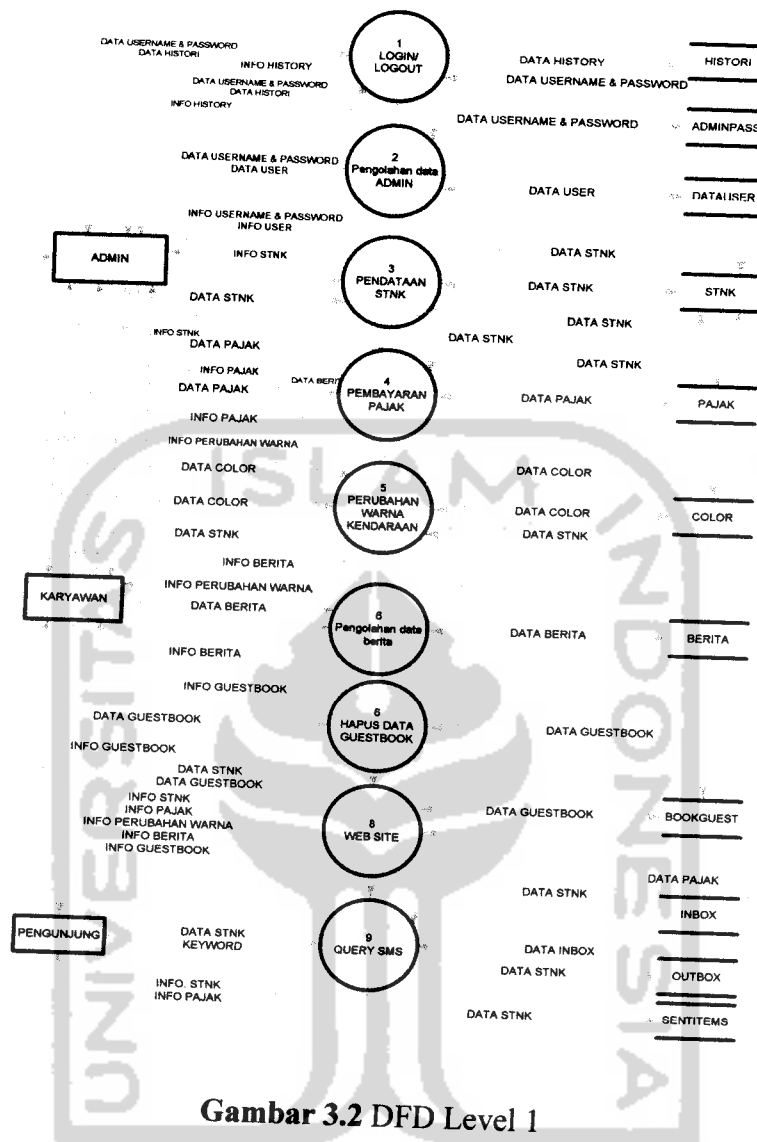 DATA USERNAME & PASSWORD
DATA HISTORI
INFO HISTORY
DATA USERNAME & PASSWORD
DATA HISTORI
INFO HISTORY
1
LOGIN/
LOGOUT
DATA HISTORY
HISTORI
DATA USERNAME & PASSWORD
DATA USERNAME & PASSWORD
ADMINPASS
DATA USERNAME & PASSWORD
DATA USER
2
Pengolahan data
ADMIN
DATA USER
DATAUSER
INFO USERNAME & PASSWORD
INFO USER
ADMIN
INFO STNK
DATA STNK
3
PENDATAAN
STNK
DATA STNK
DATA STNK
STNK
DATA STNK
INFO STNK
DATA PAJAK
DATA STNK
DATA STNK
INFO PAJAK
DATA PAJAK
DATA BERIT
4
PEMBAYARAN
PAJAK
DATA PAJAK
PAJAK
INFO PAJAK
INFO PERUBAHAN WARNA
DATA COLOR
DATA COLOR
DATA STNK
5
PERUBAHAN
WARNA
KENDARAAN
DATA COLOR
DATA COLOR
COLOR
DATA STNK
INFO BERITA
KARYAWAN
INFO PERUBAHAN WARNA
DATA BERITA
6
Pengolahan data
berita
DATA BERITA
BERITA
INFO BERITA
INFO GUESTBOOK
DATA GUESTBOOK
6
HAPUS DATA
GUESTBOOK
DATA GUESTBOOK
INFO GUESTBOOK
DATA STNK
DATA GUESTBOOK
INFO STNK
INFO PAJAK
INFO PERUBAHAN WARNA
INFO BERITA
INFO GUESTBOOK
8
WEB SITE
DATA GUESTBOOK
BOOKGUEST
DATA PAJAK
DATA STNK
INBOX
PENGUNJUNG
DATA STNK
KEYWORD
9
QUERY SMS
DATA INBOX
DATA STNK
OUTBOX
INFO. STNK
INFO PAJAK
DATA STNK
SENTITEMS
UNIVERSITAS
ISLAM
INDONESIA
Gambar 3.2 DFD Level 1